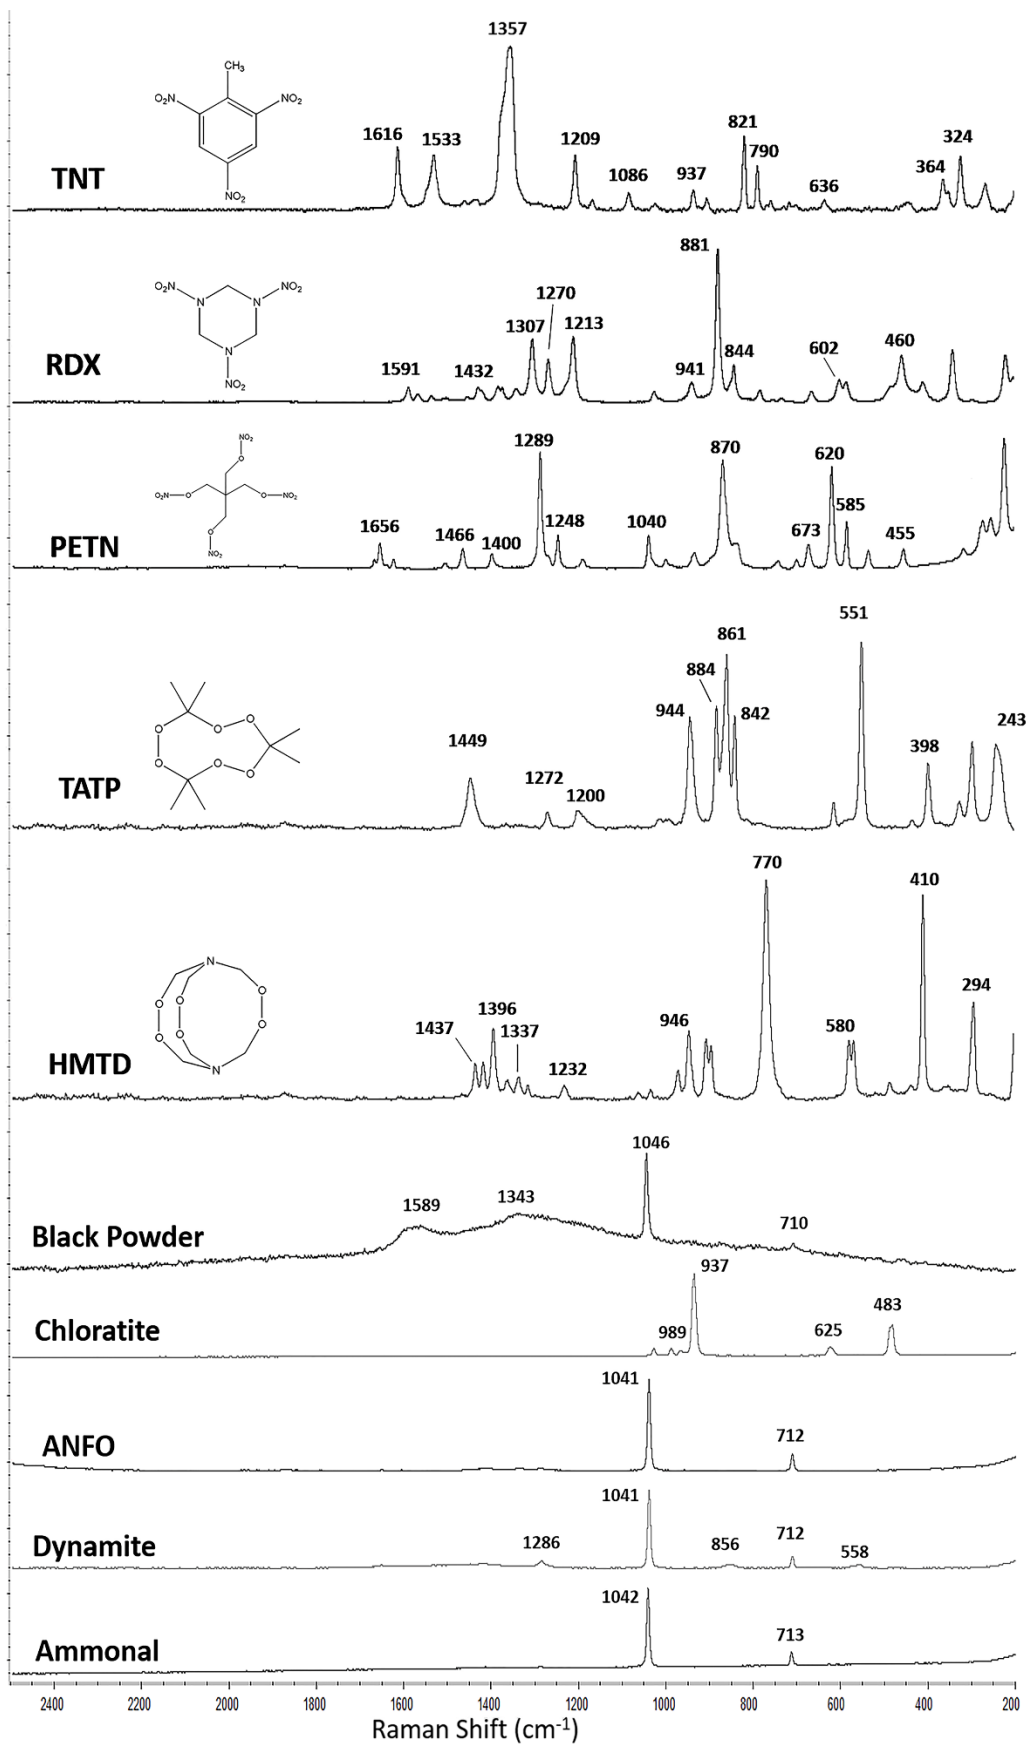 1357
CH₃
O₂N
NO₂
NO₂
TNT
1616
1533
1209
1086
937
821
790
636
364
324
O₂N
N
N
NO₂
N
NO₂
RDX
1591
1432
1307
1270
1213
941
881
844
602
460
NO₂
O
O₂N
O
O
NO₂
O
NO₂
PETN
1656
1466
1400
1289
1248
1040
870
673
620
585
455
O
O
O
O
O
O
TATP
1449
1272
1200
944
884
861
842
551
398
243
N
O
O
O
O
O
O
N
HMTD
1437
1396
1337
1232
946
770
580
410
294
Black Powder
1589
1343
1046
710
Chloratite
989
937
625
483
ANFO
1041
712
Dynamite
1286
1041
856
712
558
Ammonal
1042
713
2400 2200 2000 1800 1600 1400 1200 1000 800 600 400 200
Raman Shift (cm⁻¹)